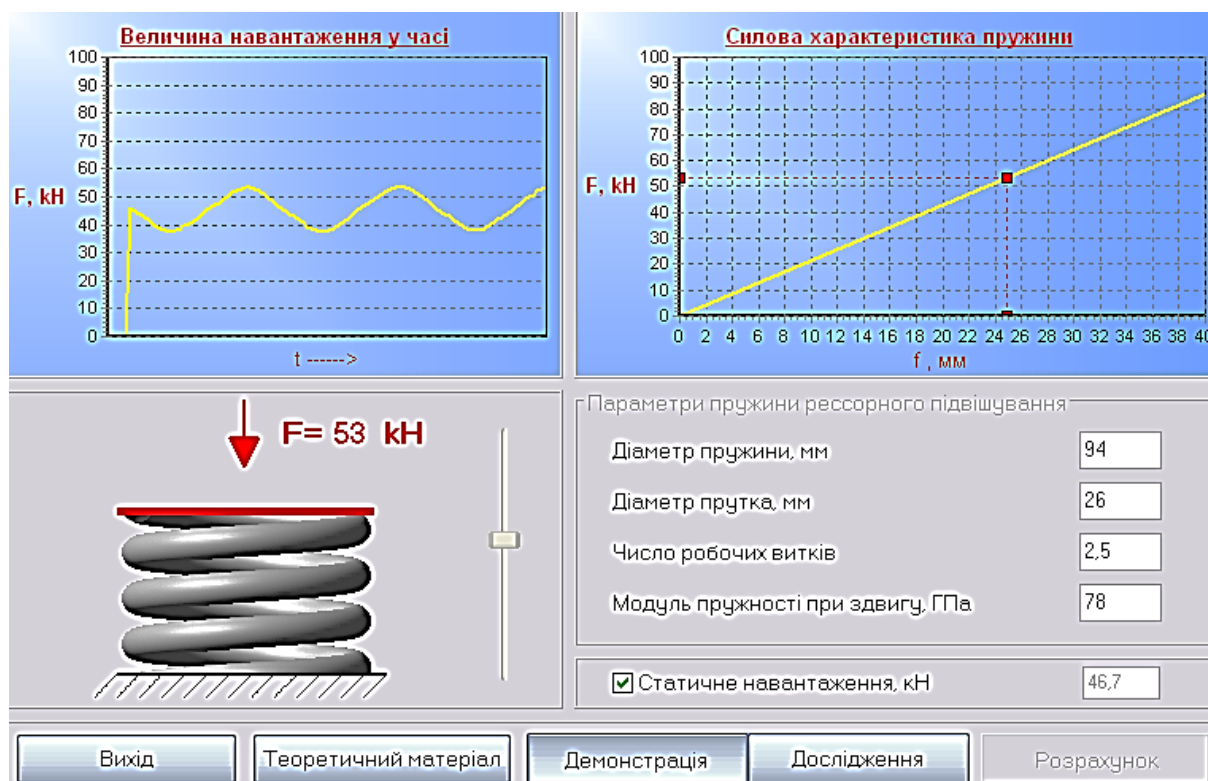 Величина навантаження у часі
100
90
80
70
60
F, kH 50
40
30
20
10
0
t ------>
Силова характеристика пружини
100
90
80
70
60
F, kH 50
40
30
20
10
0
0 2 4 6 8 10 12 14 16 18 20 22 24 26 28 30 32 34 36 38 40
f , мм
F= 53 kH
Параметри пружини рессорного підвішування
Діаметр пружини, мм 94
Діаметр прутка, мм 26
Число робочих витків 2,5
Модуль пружності при здвигу, ГПа 78
Статичне навантаження, кН 46,7
Вихід Теоретичний матеріал Демонстрація Дослідження Розрахунок